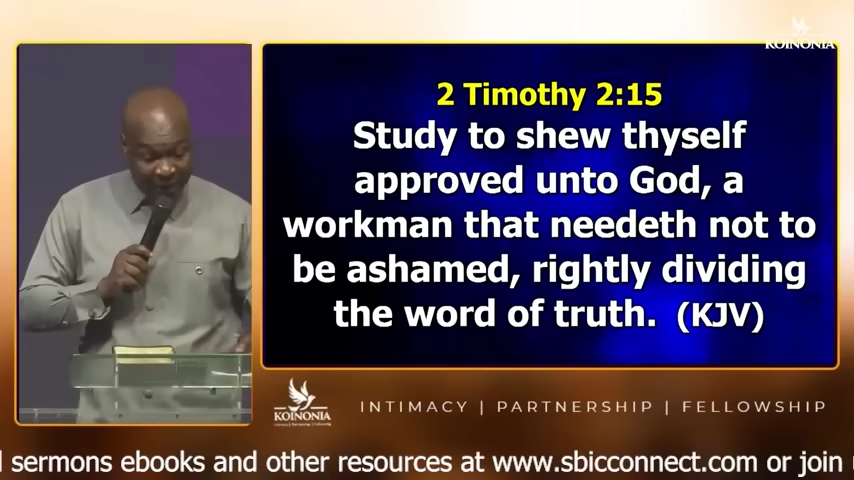 KOINONIA
2 Timothy 2:15
Study to shew thyself
approved unto God, a
workman that needeth not to
be ashamed, rightly dividing
the word of truth. (KJV)
KOINONIA
INTIMACY | PARTNERSHIP | FELLOWSHIP
sermons ebooks and other resources at www.sbicconnect.com or join